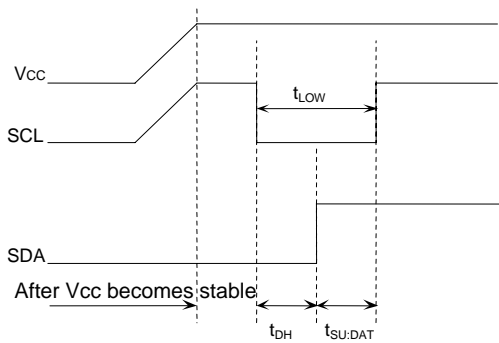 VCC
tLOW
SCL
SDA
After Vcc becomes stable
tDH
tSU:DAT